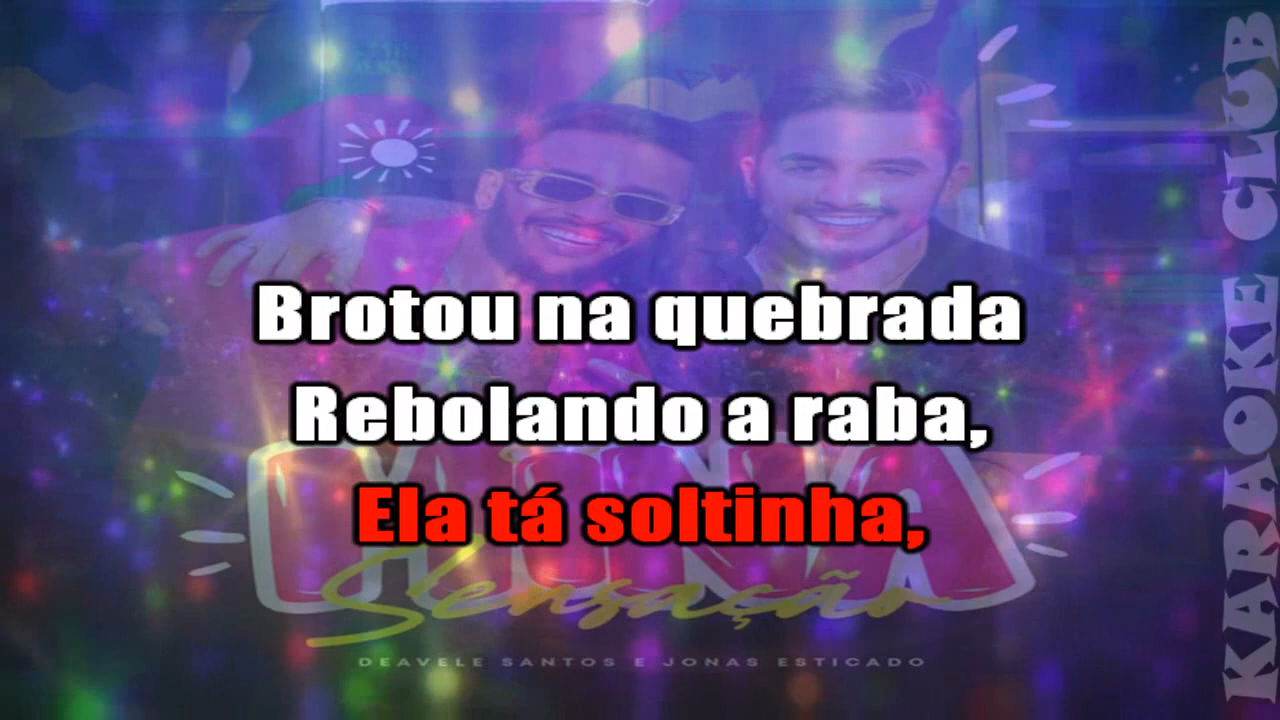 Brotou na quebrada
Rebolando a raba,
Ela tá soltinha,
Sensação
DEAVELE SANTOS E JONAS ESTICADO
KARAOKE CLUB